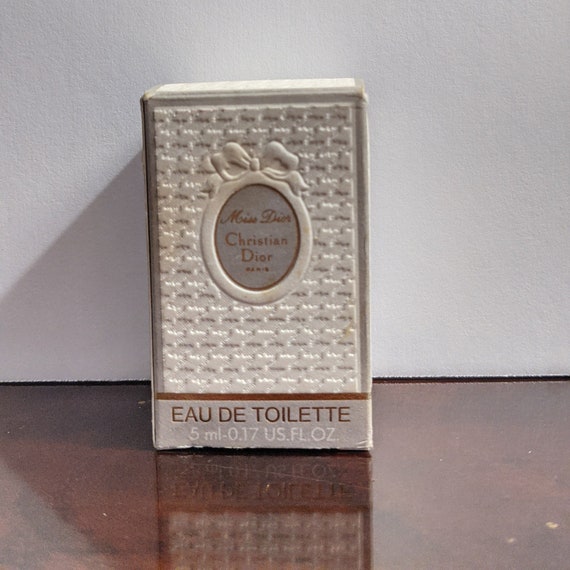 Miss Dior
Christian
Dior
PARIS
EAU DE TOILETTE
5 ml-0.17 US.FL.OZ.